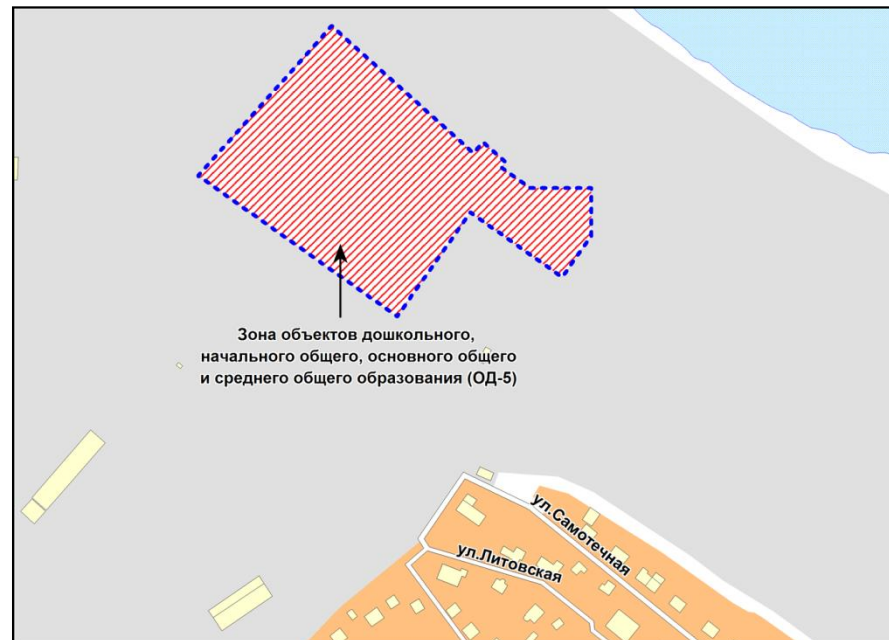 Зона объектов дошкольного,
начального общего, основного общего
и среднего общего образования (ОД-5)
ул.Самотечная
ул.Литовская